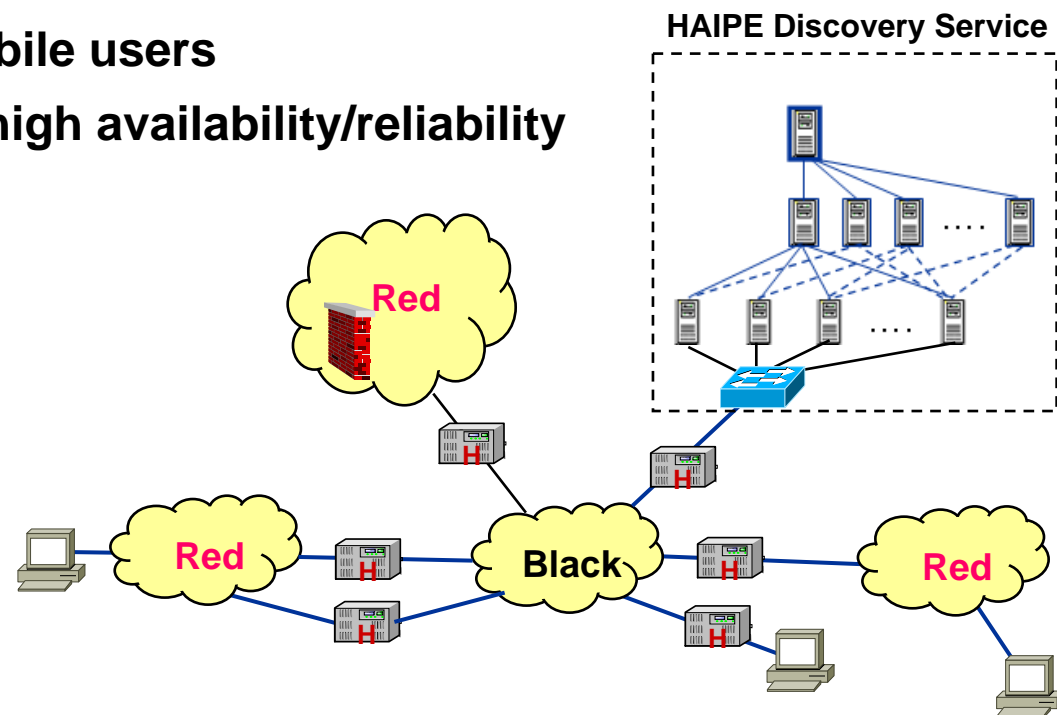 HAIPE Discovery Service
bile users
high availability/reliability
....
Red
....
H
H
Red
H
Black
H
Red
H
H